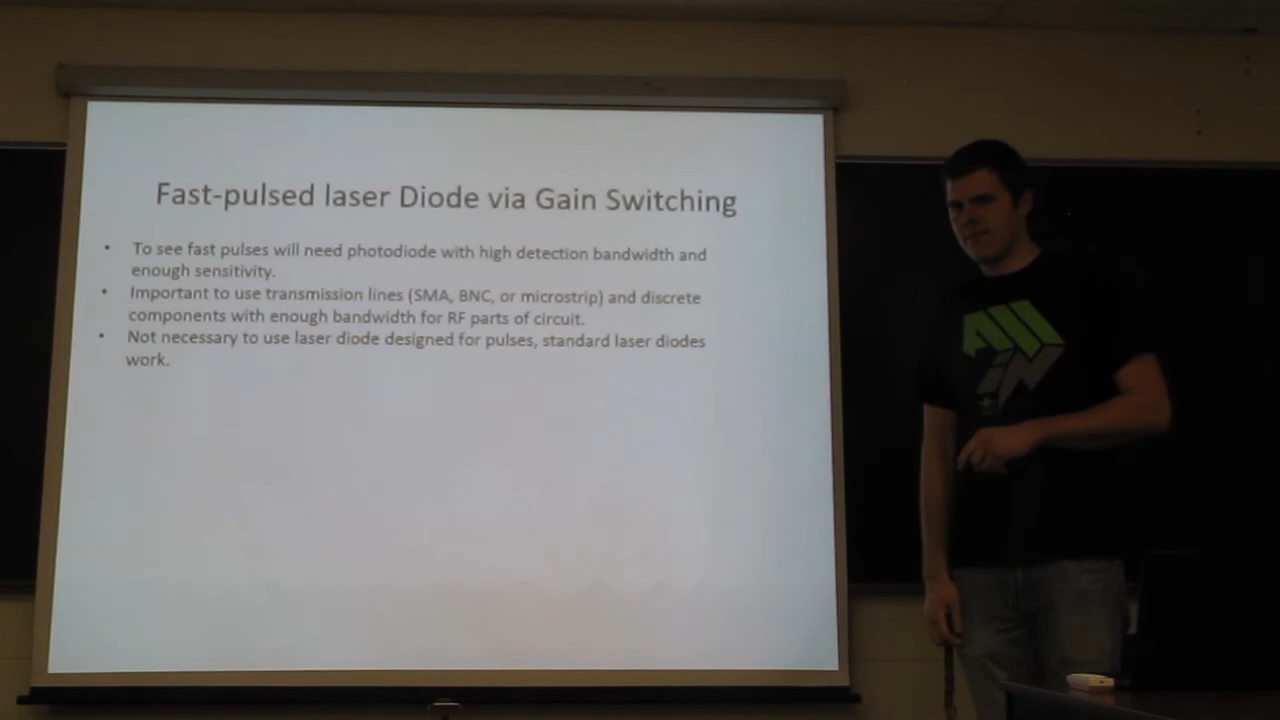 Fast-pulsed laser Diode via Gain Switching
• To see fast pulses will need photodiode with high detection bandwidth and
enough sensitivity.
• Important to use transmission lines (SMA, BNC, or microstrip) and discrete
components with enough bandwidth for RF parts of circuit.
• Not necessary to use laser diode designed for pulses, standard laser diodes
work.
All
iN